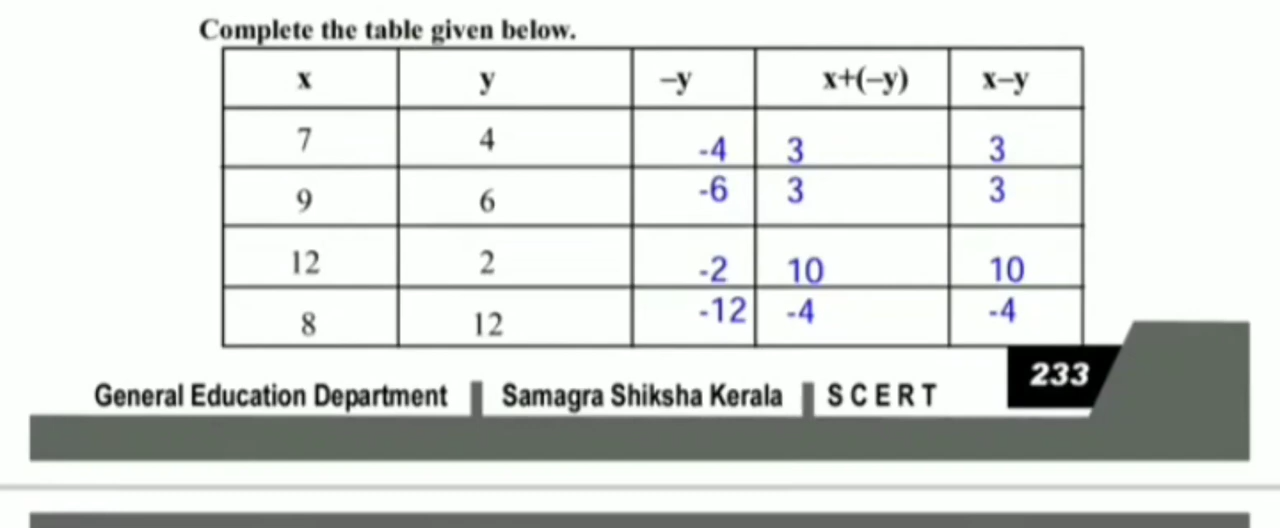 Complete the table given below.
x y –y x+(–y) x–y
7 4 -4 3 3
9 6 -6 3 3
12 2 -2 10 10
8 12 -12 -4 -4
233
General Education Department | Samagra Shiksha Kerala | SCERT